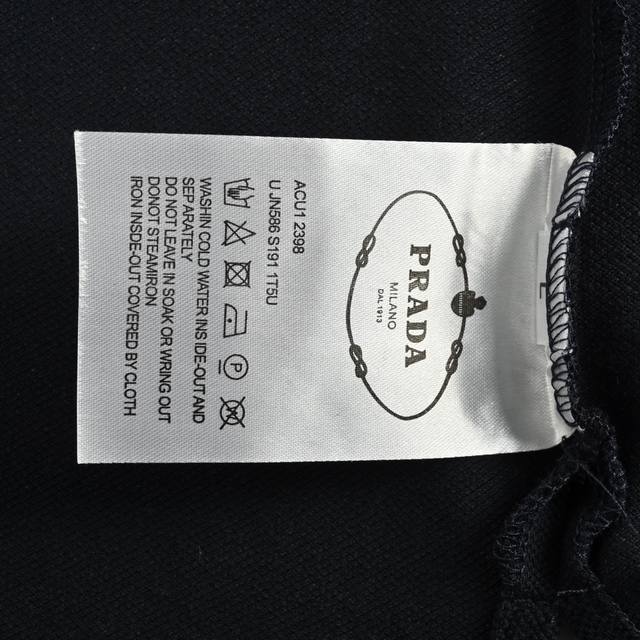 L
PRADA
MILANO
DAL 1913
ACU1 2398
U JN586 S191 1T5U
P
WASHIN COLD WATER INS IDE-OUT AND
SEP ARATELY
DO NOT LEAVE IN SOAK OR WRING OUT
DONOT STEAMIRON
IRON INSDE-OUT COVERED BY CLOTH